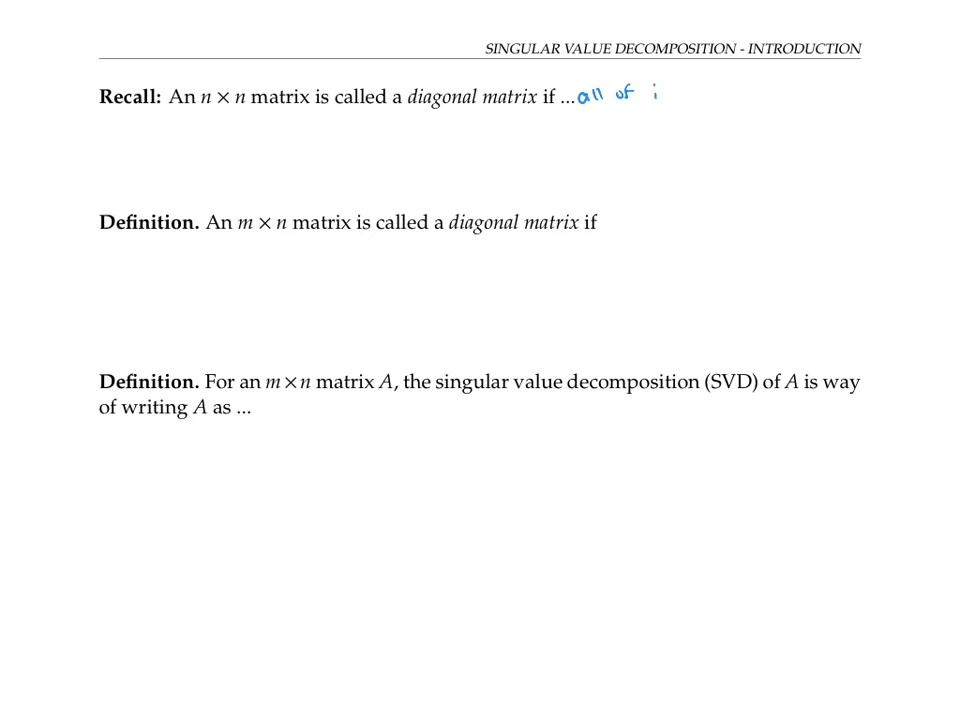 SINGULAR VALUE DECOMPOSITION - INTRODUCTION
Recall: An n × n matrix is called a diagonal matrix if ... all of i
Definition. An m × n matrix is called a diagonal matrix if
Definition. For an m × n matrix A, the singular value decomposition (SVD) of A is way
of writing A as ...